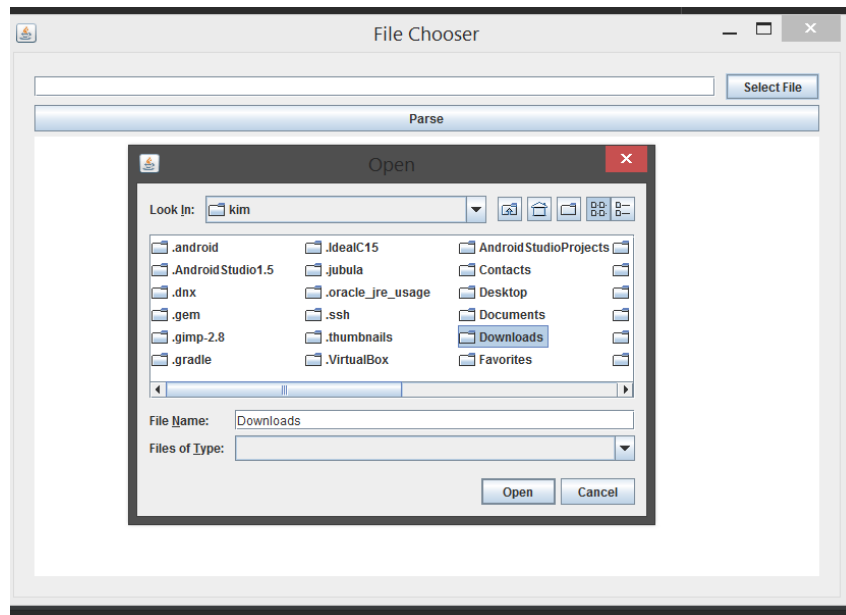 File Chooser
Select File
Parse
Open
Look In: kim
.android .IdealC15 AndroidStudioProjects
.AndroidStudio1.5 .jubula Contacts
.dnx .oracle_jre_usage Desktop
.gem .ssh Documents
.gimp-2.8 .thumbnails Downloads
.gradle .VirtualBox Favorites
File Name: Downloads
Files of Type:
Open Cancel